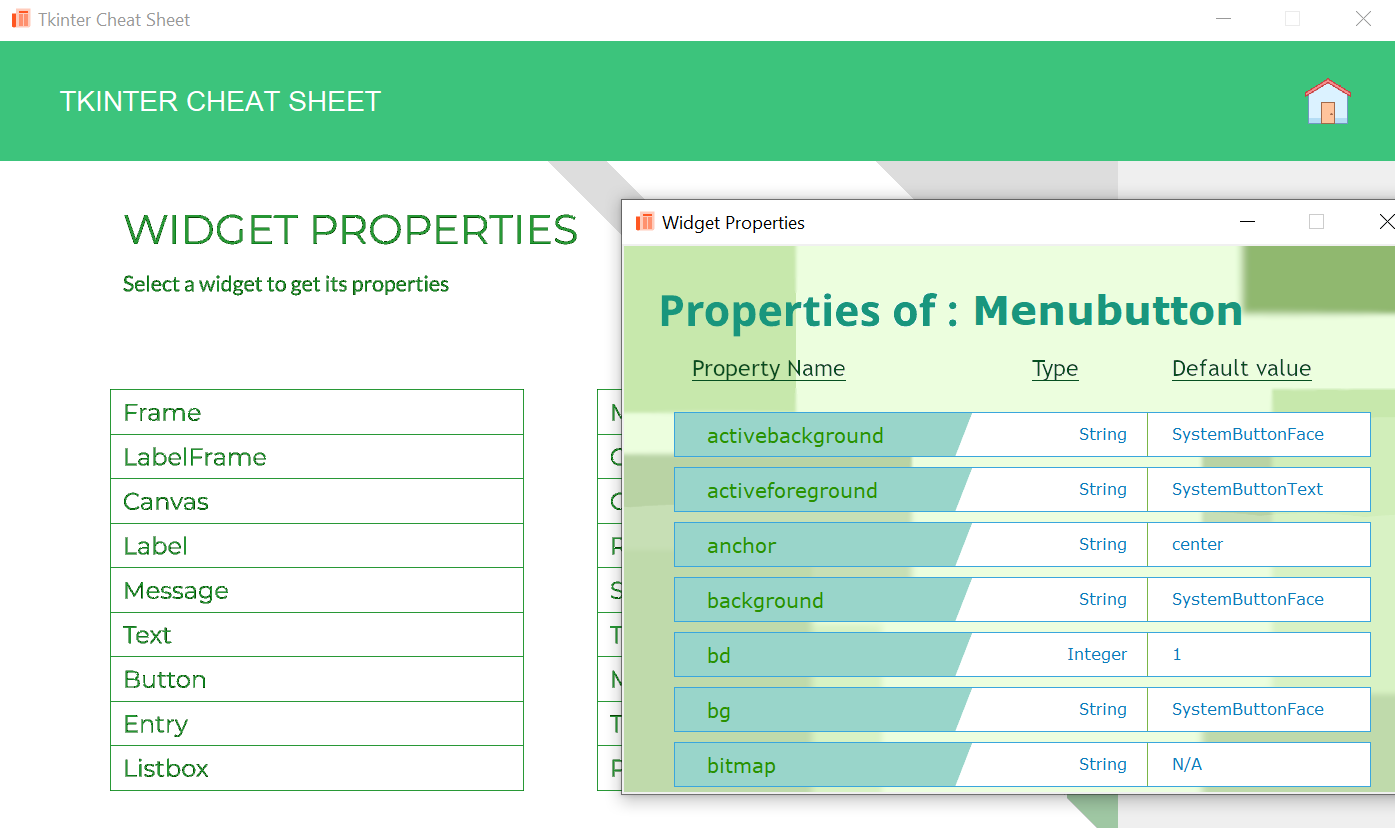 Tkinter Cheat Sheet
TKINTER CHEAT SHEET
WIDGET PROPERTIES
Select a widget to get its properties
Frame
LabelFrame
Canvas
Label
Message
Text
Button
Entry
Listbox
Widget Properties
Properties of : Menubutton
Property Name Type Default value
activebackground String SystemButtonFace
activeforeground String SystemButtonText
anchor String center
background String SystemButtonFace
bd Integer 1
bg String SystemButtonFace
bitmap String N/A